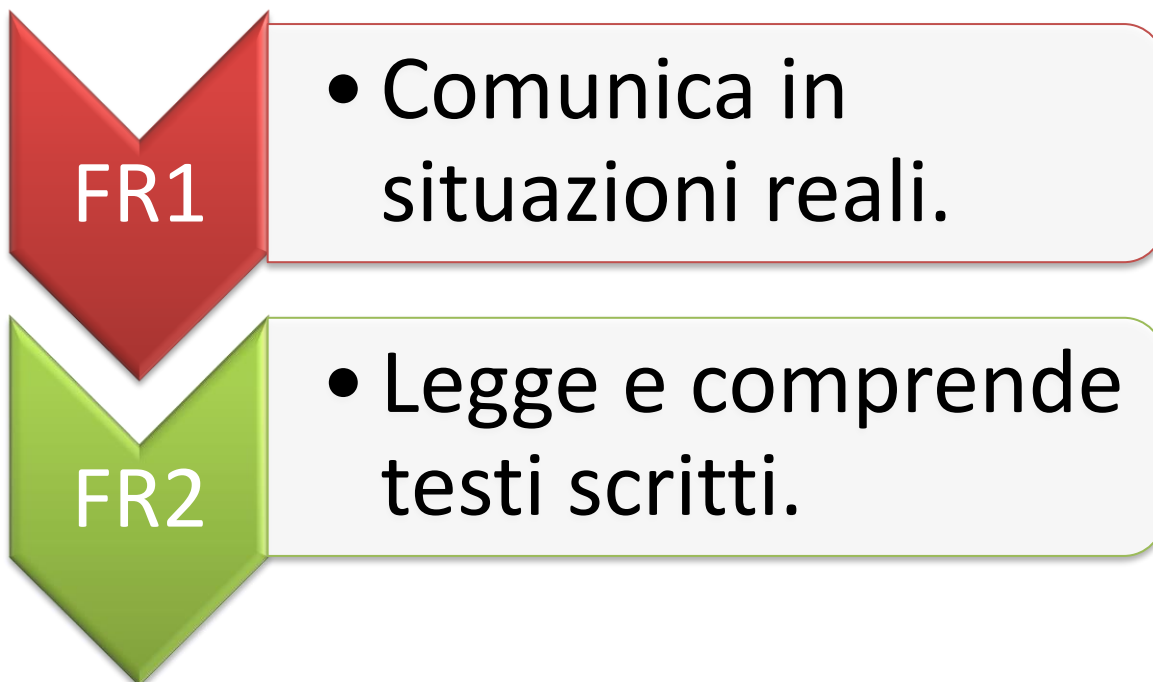 FR1
• Comunica in
situazioni reali.
FR2
• Legge e comprende
testi scritti.